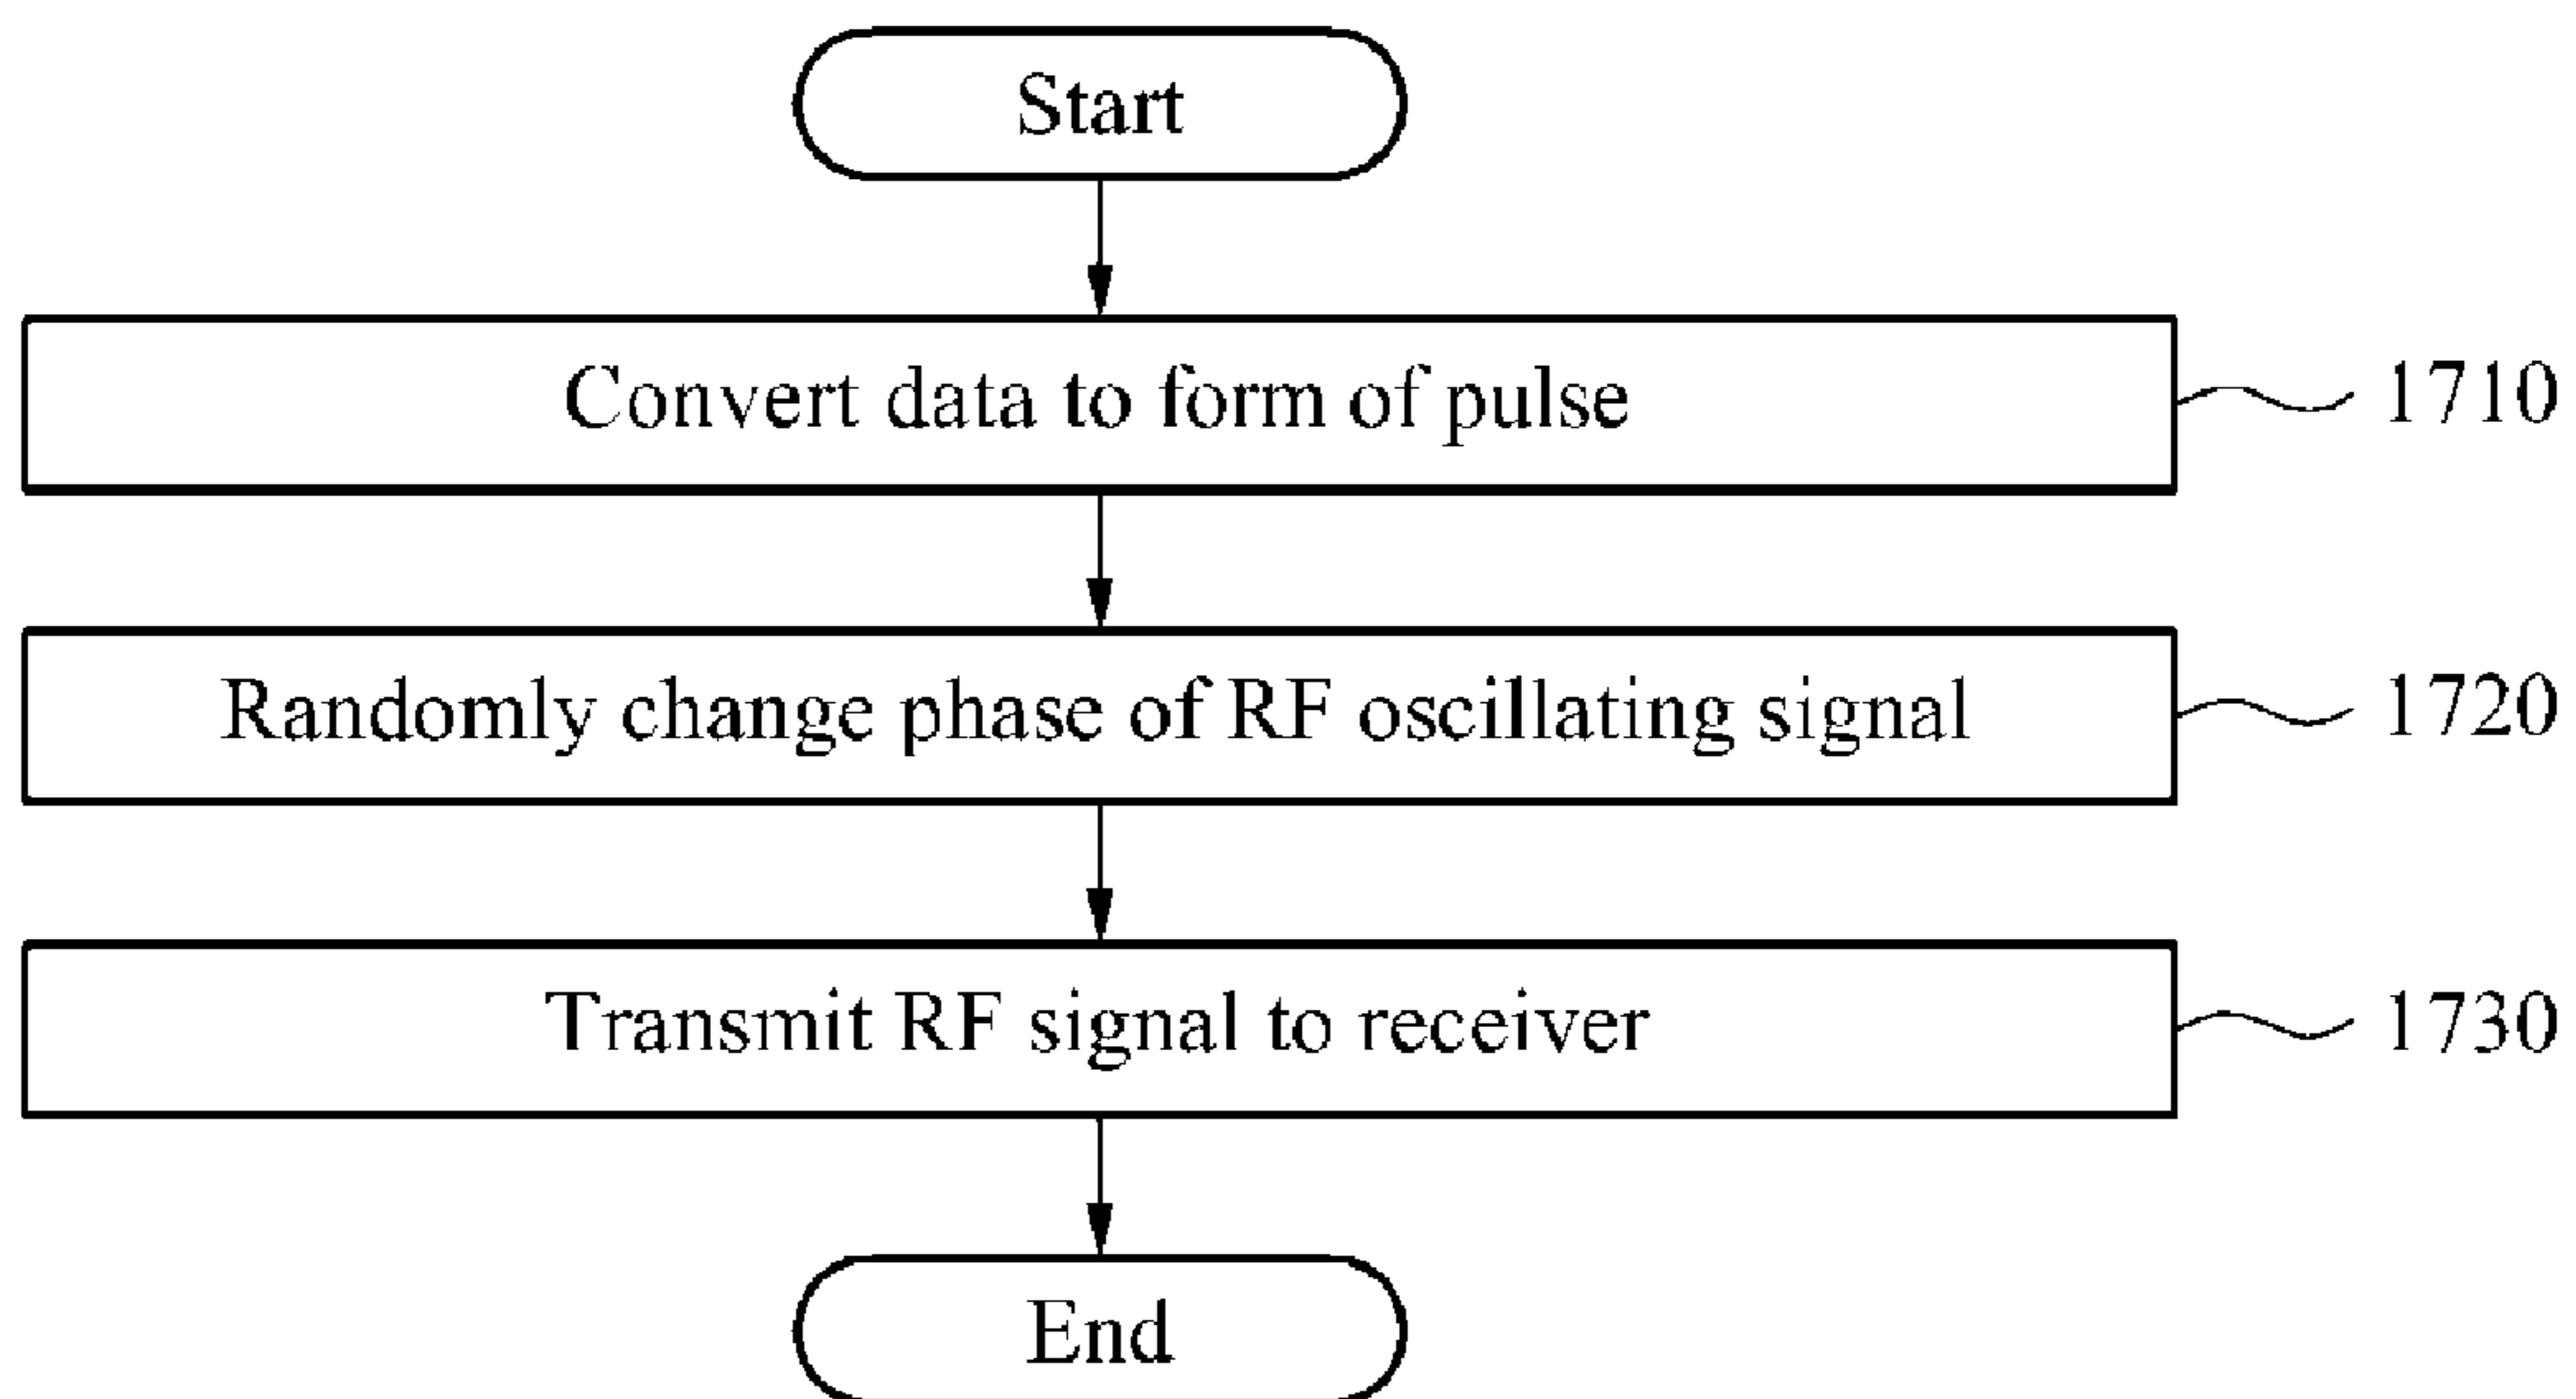 Start
Convert data to form of pulse
1710
Randomly change phase of RF oscillating signal
1720
Transmit RF signal to receiver
1730
End